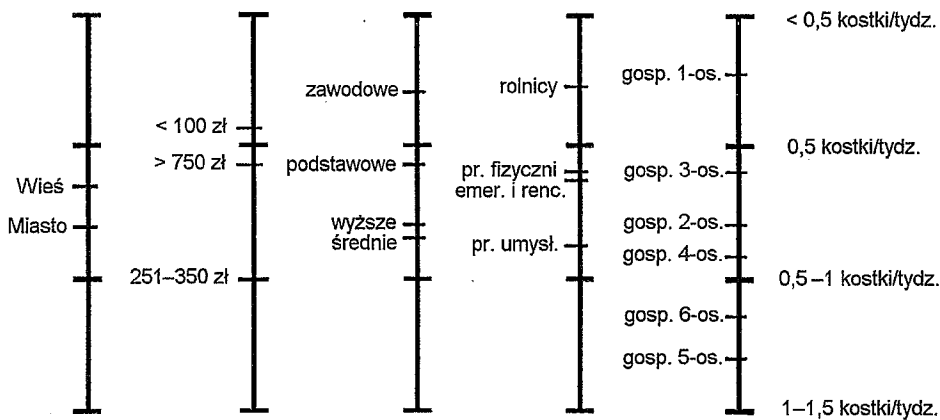 < 0,5 kostki/tydz.
gosp. 1-os.
zawodowe
rolnicy
< 100 zł
0,5 kostki/tydz.
> 750 zł
podstawowe
pr. fizyczni
gosp. 3-os.
Wieś
emer. i renc.
Miasto
wyższe
gosp. 2-os.
średnie
pr. umysł.
gosp. 4-os.
251–350 zł
0,5–1 kostki/tydz.
gosp. 6-os.
gosp. 5-os.
1–1,5 kostki/tydz.